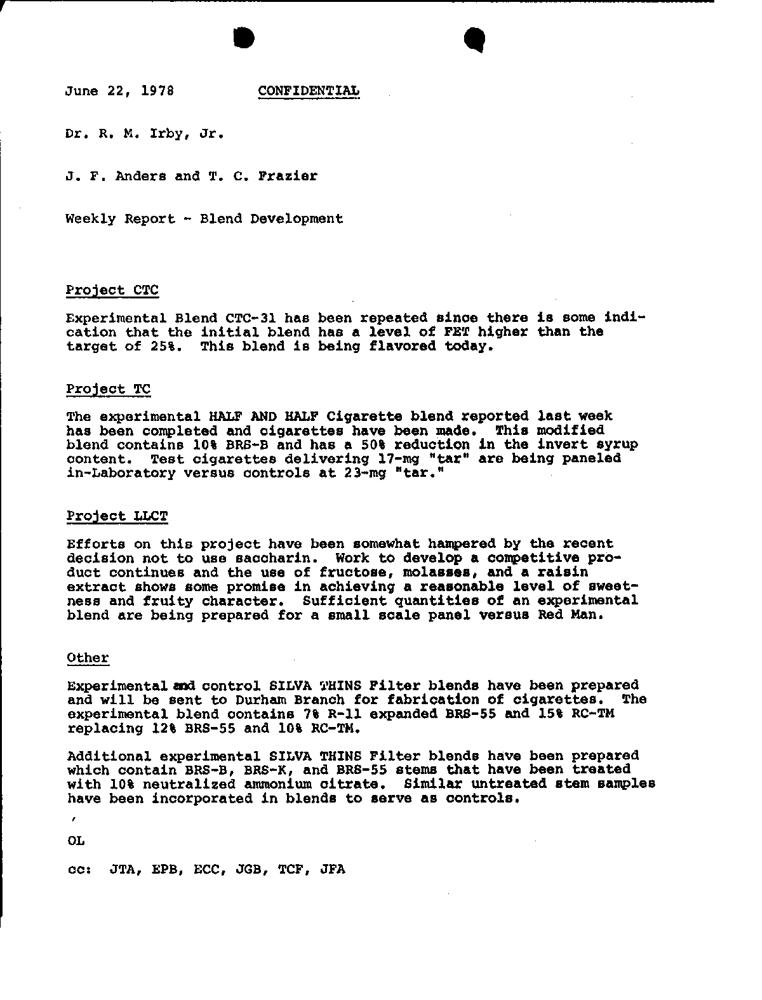 June 22, 1978 CONFIDENTIAL
Dr. R. M. Irby, Jr.
J. F. Anders and T. C. Frazier
Weekly Report - Blend Development
Project CTC
Experimental Blend CTC-31 has been repeated since there is some indi-
cation that the initial blend has a level of FET higher than the
target of 25%. This blend is being flavored today.
Project TC
The experimental HALF AND HALF Cigarette blend reported last week
has been completed and cigarettes have been made. This modified
blend contains 10% BRS-B and has a 50% reduction in the invert syrup
content. Test cigarettes delivering 17-mg "tar" are being paneled
in-Laboratory versus controls at 23-mg "tar."
Project LLCT
Efforts on this project have been somewhat hampered by the recent
decision not to use saccharin. Work to develop a competitive pro-
duct continues and the use of fructose, molasses, and a raisin
extract shows some promise in achieving a reasonable level of sweet-
ness and fruity character. Sufficient quantities of an experimental
blend are being prepared for a small scale panel versus Red Man.
Other
Experimental and control SILVA THINS Filter blends have been prepared
and will be sent to Durham Branch for fabrication of cigarettes. The
experimental blend contains 7% R-11 expanded BRS-55 and 15% RC-TM
replacing 12% BRS-55 and 10% RC-TM.
Additional experimental SILVA THINS Filter blends have been prepared
which contain BRS-B, BRS-K, and BRS-55 stems that have been treated
with 10% neutralized ammonium citrate. Similar untreated stem samples
have been incorporated in blends to serve as controls.
OL
cc: JTA, EPB, ECC, JGB, TCF, JFA